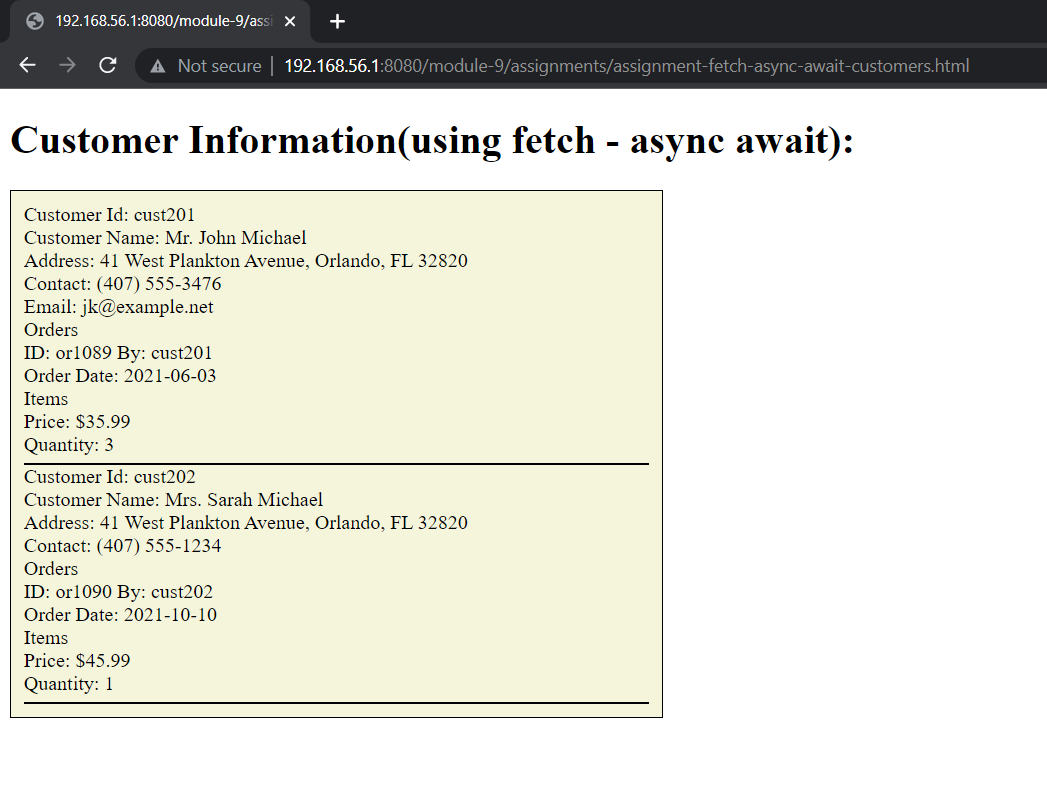 192.168.56.1:8080/module-9/assi
Not secure | 192.168.56.1:8080/module-9/assignments/assignment-fetch-async-await-customers.html
Customer Information(using fetch - async await):
Customer Id: cust201
Customer Name: Mr. John Michael
Address: 41 West Plankton Avenue, Orlando, FL 32820
Contact: (407) 555-3476
Email: jk@example.net
Orders
ID: or1089 By: cust201
Order Date: 2021-06-03
Items
Price: $35.99
Quantity: 3
Customer Id: cust202
Customer Name: Mrs. Sarah Michael
Address: 41 West Plankton Avenue, Orlando, FL 32820
Contact: (407) 555-1234
Orders
ID: or1090 By: cust202
Order Date: 2021-10-10
Items
Price: $45.99
Quantity: 1